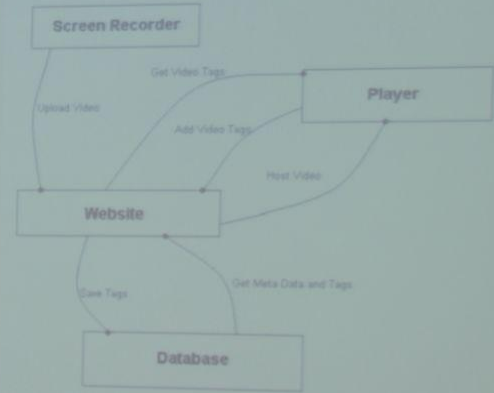 Screen Recorder
Get Video Tags
Player
Upload Video
Add Video Tags
Host Video
Website
Get Meta Data and Tags
Save Tags
Database